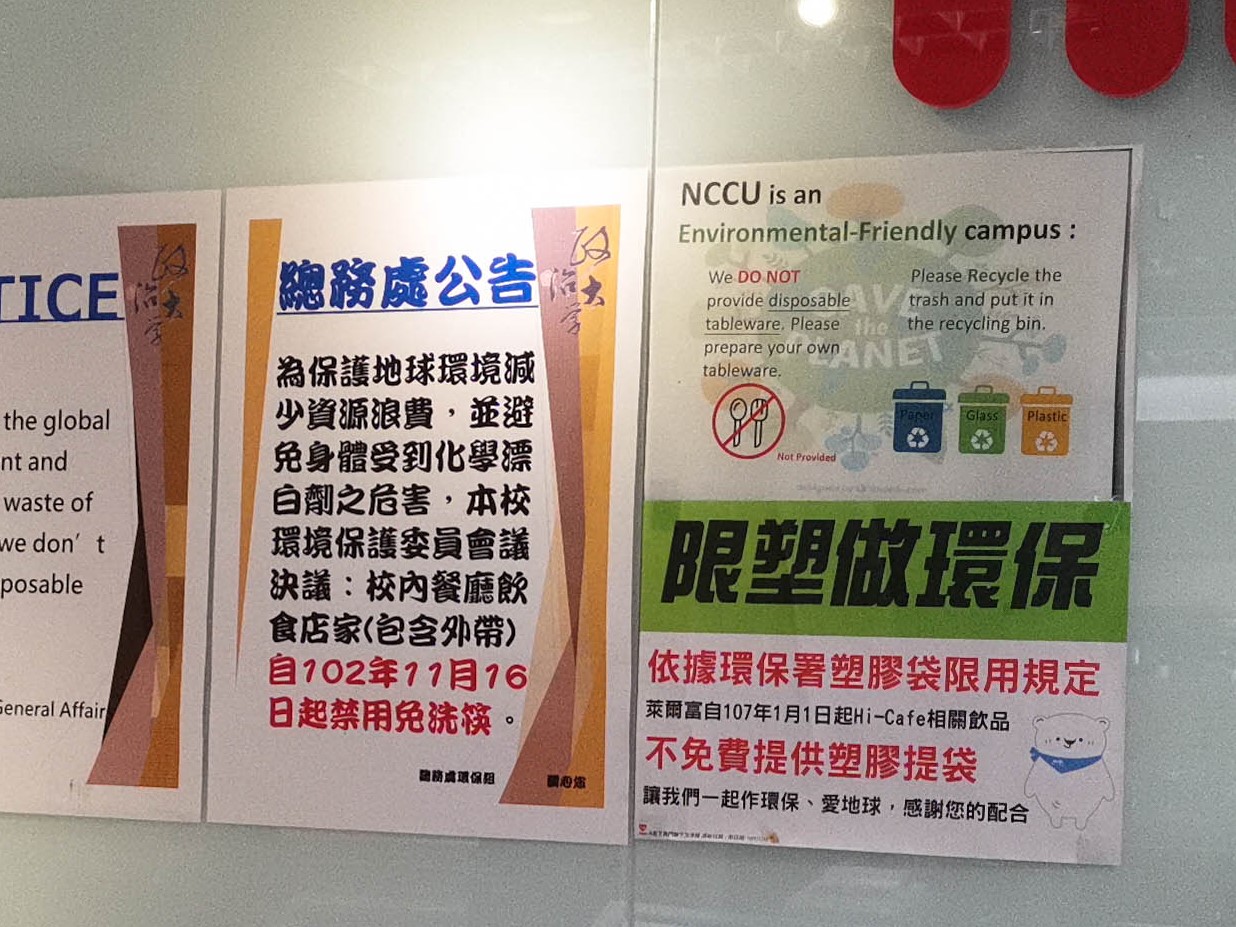 TICE
the global
nt and
waste of
we don't
posable
General Affair
政治大學
總務處公告
為保護地球環境減
少資源浪費，並避
免身體受到化學漂
白劑之危害，本校
環境保護委員會議
決議：校內餐廳飲
食店家(包含外帶)
自102年11月16
日起禁用免洗筷。
總務處環保組
關心您
政治大學
NCCU is an
Environmental-Friendly campus :
We DO NOT
provide disposable
tableware. Please
prepare your own
tableware.
Please Recycle the
trash and put it in
the recycling bin.
SAVE
the
PLANET
Paper
Glass
Plastic
Not Provided
限塑做環保
依據環保署塑膠袋限用規定
萊爾富自107年1月1日起Hi-Cafe相關飲品
不免費提供塑膠提袋
讓我們一起作環保、愛地球，感謝您的配合